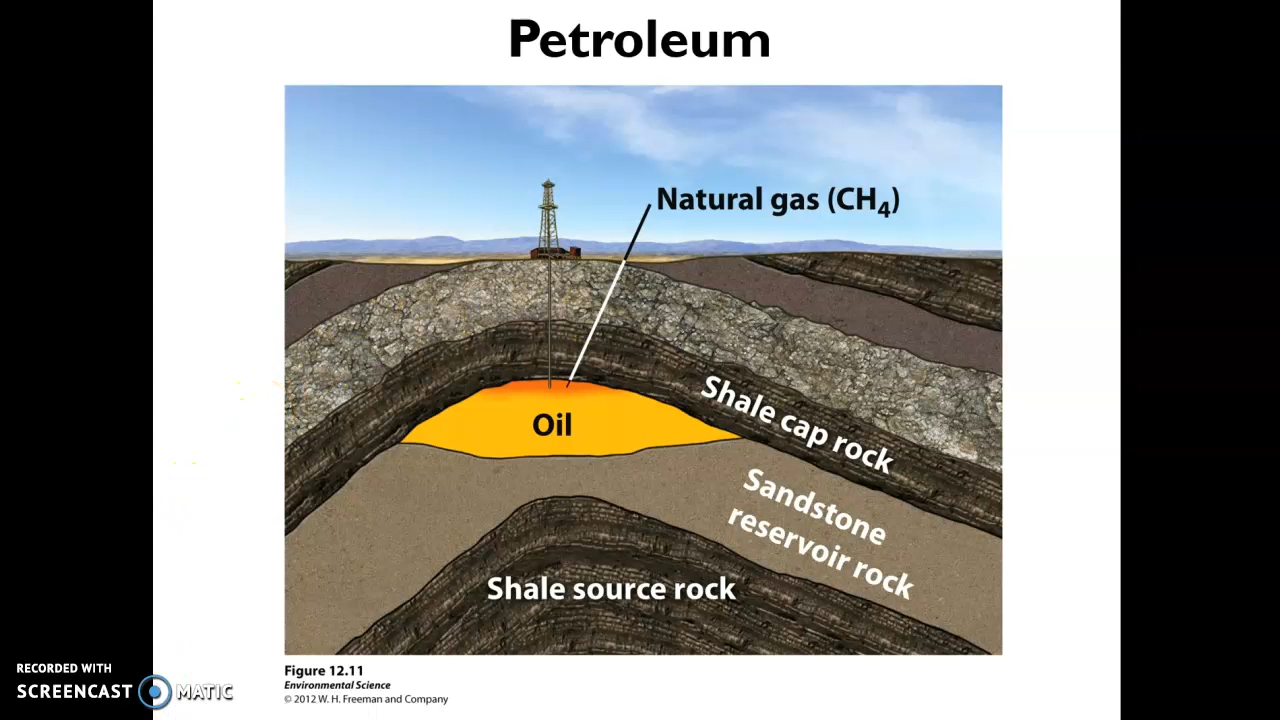 Petroleum
Natural gas (CH₄)
Oil
Shale cap rock
Sandstone
reservoir rock
Shale source rock
Figure 12.11
Environmental Science
© 2012 W. H. Freeman and Company
RECORDED WITH
SCREENCAST MATIC